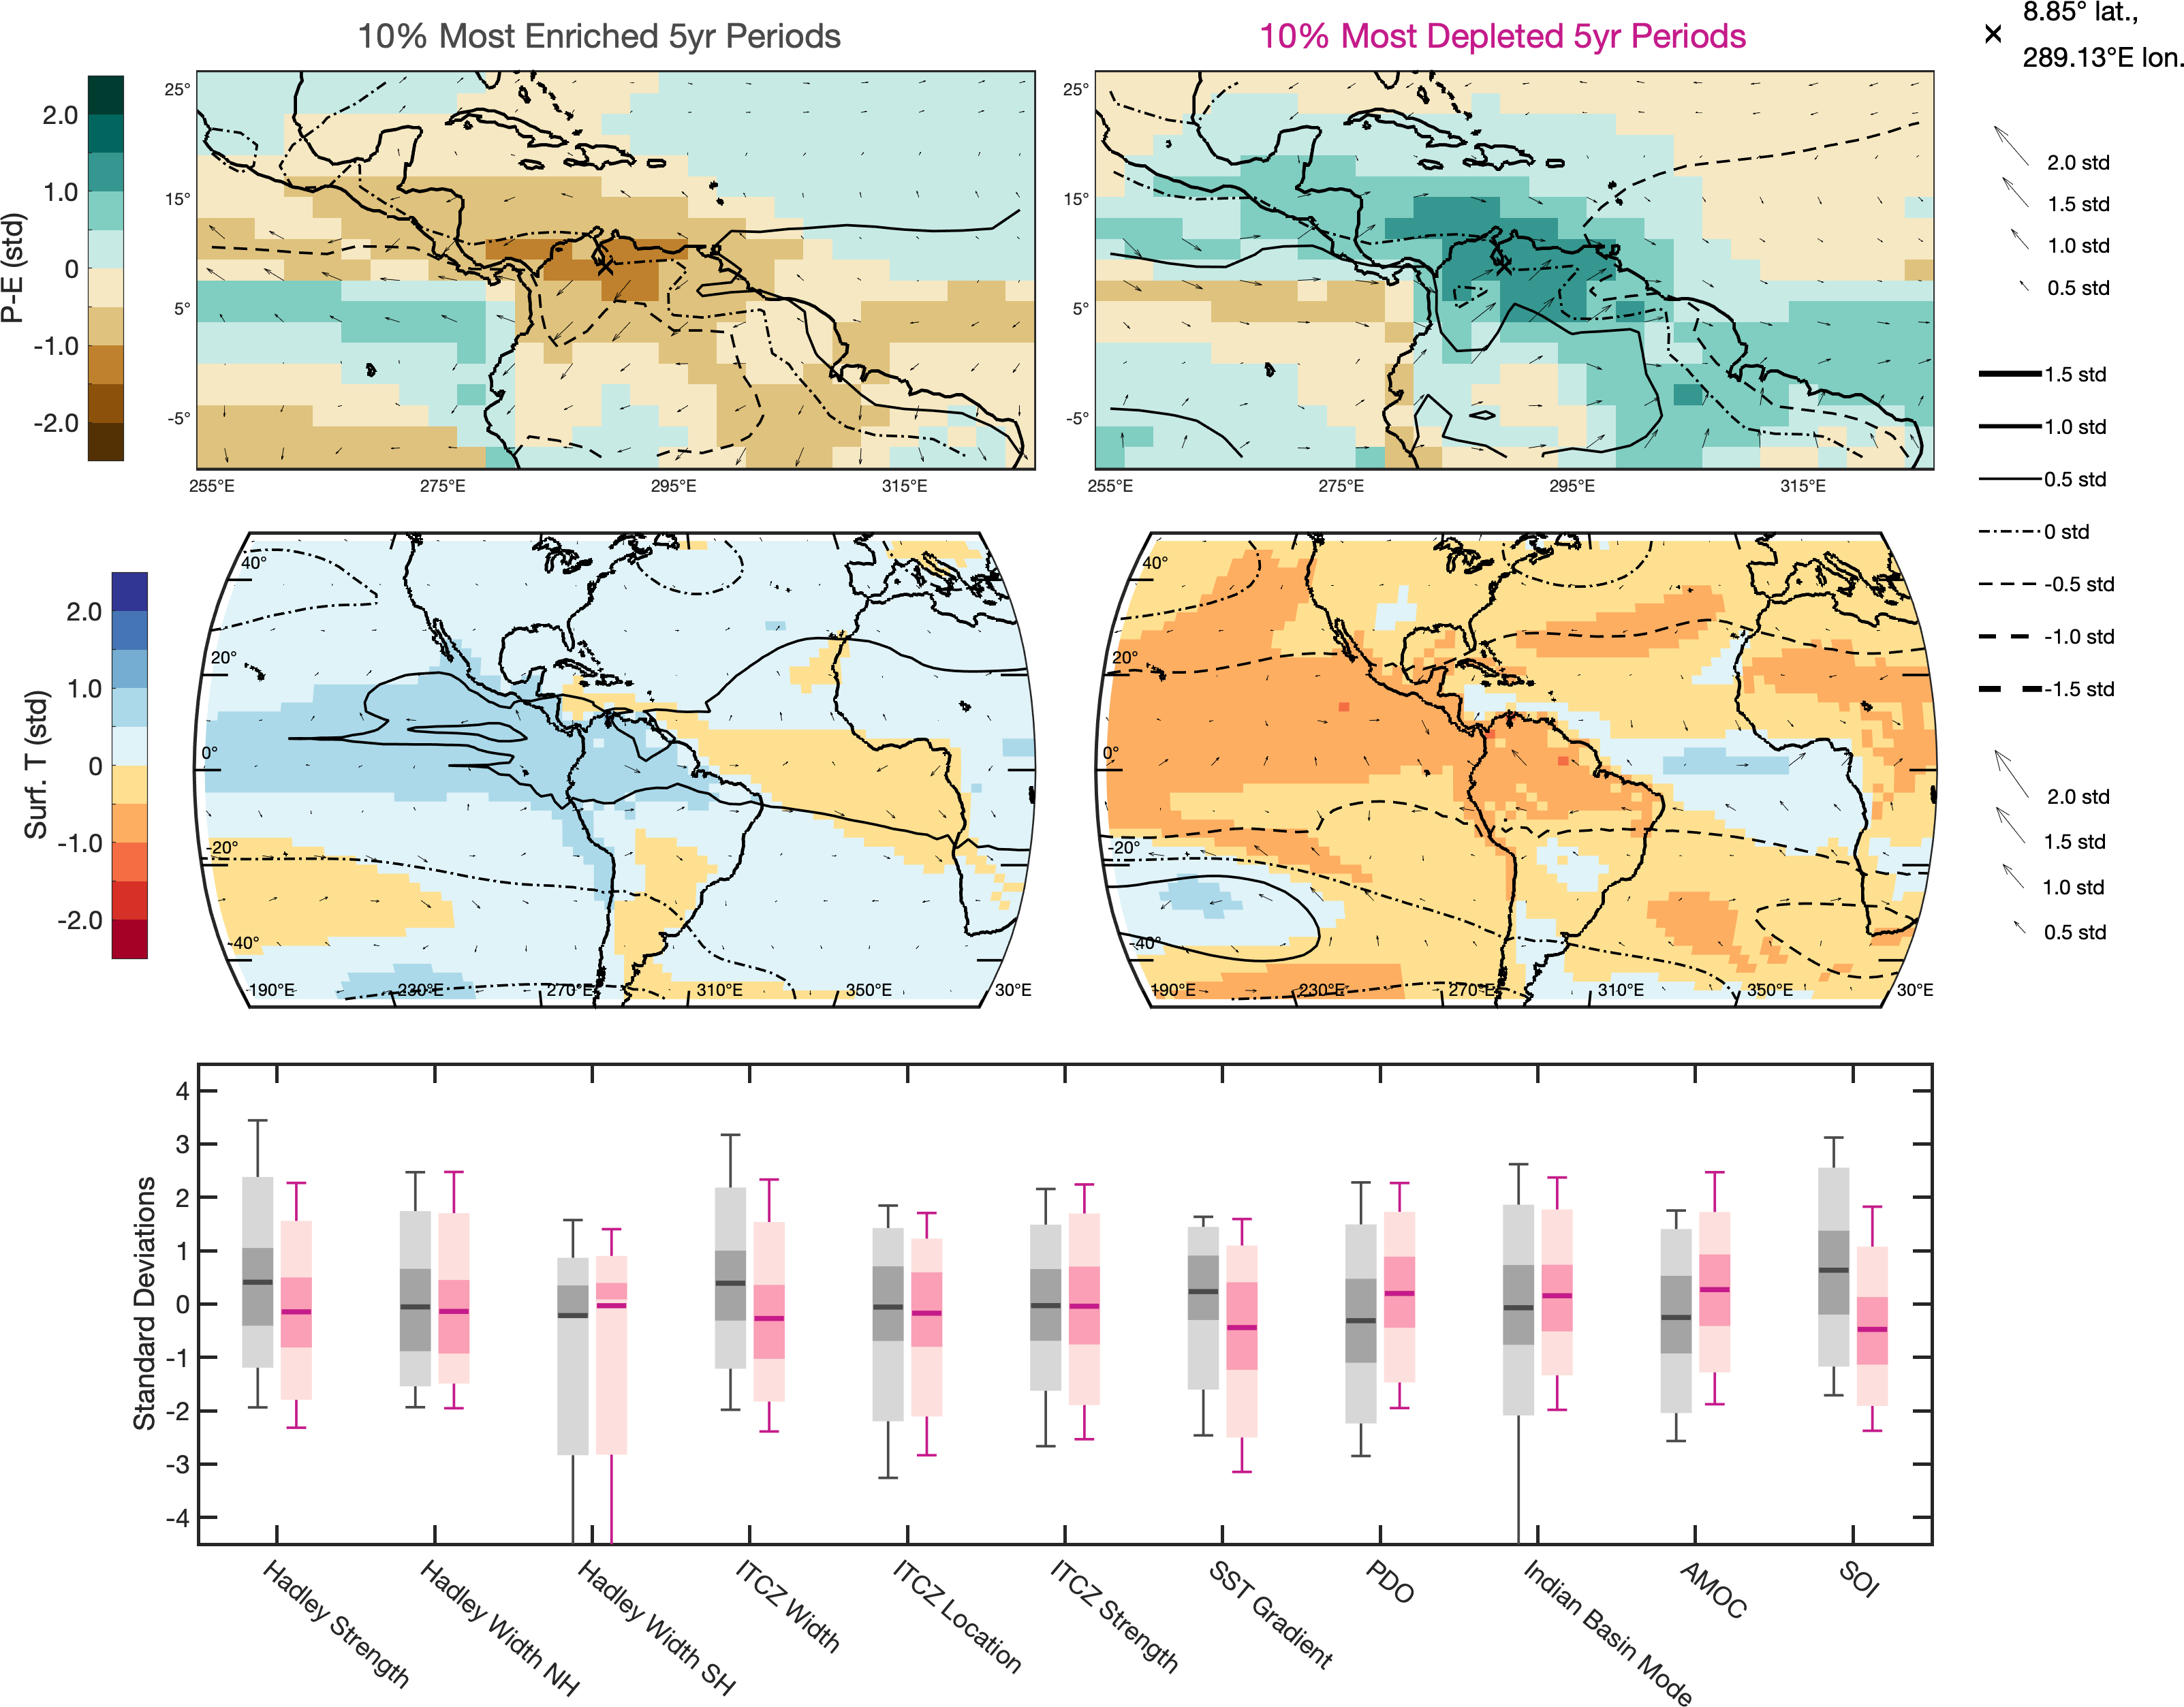 10% Most Enriched 5yr Periods
10% Most Depleted 5yr Periods
8.85° lat.,
289.13°E lon.
P-E (std)
2.0
1.0
0
-1.0
-2.0
25°
15°
5°
-5°
255°E
275°E
295°E
315°E
25°
15°
5°
-5°
255°E
275°E
295°E
315°E
2.0 std
1.5 std
1.0 std
0.5 std
1.5 std
1.0 std
0.5 std
0 std
-0.5 std
-1.0 std
-1.5 std
Surf. T (std)
2.0
1.0
0
-1.0
-2.0
40°
20°
0°
-20°
-40°
190°E
230°E
270°E
310°E
350°E
30°E
40°
20°
0°
-20°
-40°
190°E
230°E
270°E
310°E
350°E
30°E
2.0 std
1.5 std
1.0 std
0.5 std
Standard Deviations
4
3
2
1
0
-1
-2
-3
-4
Hadley Strength
Hadley Width NH
Hadley Width SH
ITCZ Width
ITCZ Location
ITCZ Strength
SST Gradient
PDO
Indian Basin Mode
AMOC
SOI